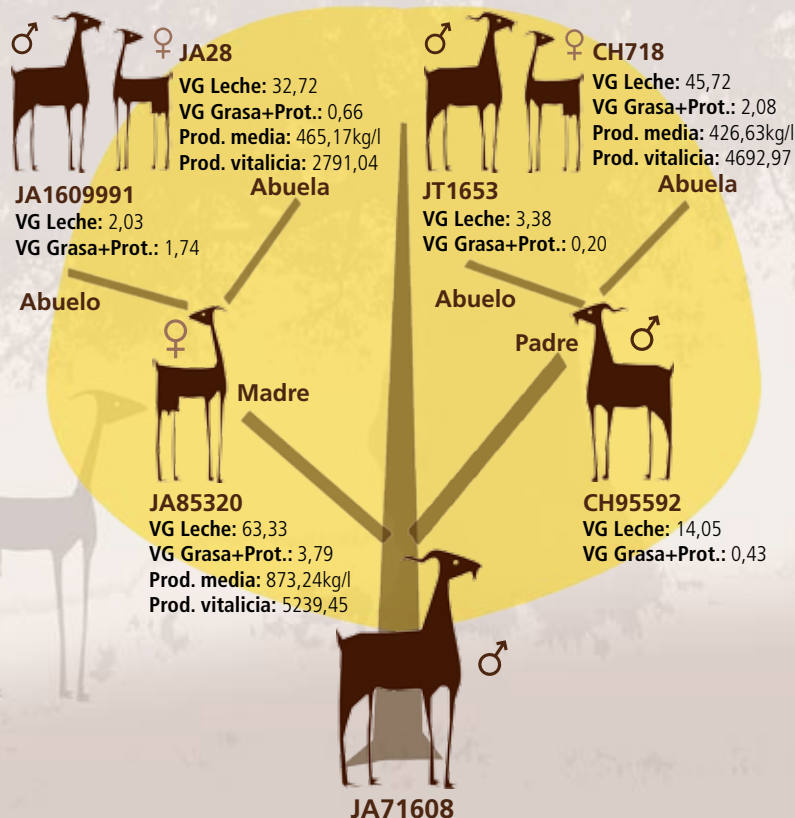 ♂ ♀ JA28
VG Leche: 32,72
VG Grasa+Prot.: 0,66
Prod. media: 465,17kg/l
Prod. vitalicia: 2791,04
Abuela
JA1609991
VG Leche: 2,03
VG Grasa+Prot.: 1,74
Abuelo
♂ ♀ CH718
VG Leche: 45,72
VG Grasa+Prot.: 2,08
Prod. media: 426,63kg/l
Prod. vitalicia: 4692,97
Abuela
JT1653
VG Leche: 3,38
VG Grasa+Prot.: 0,20
Abuelo
♀
Madre
JA85320
VG Leche: 63,33
VG Grasa+Prot.: 3,79
Prod. media: 873,24kg/l
Prod. vitalicia: 5239,45
Padre ♂
CH95592
VG Leche: 14,05
VG Grasa+Prot.: 0,43
♂
JA71608